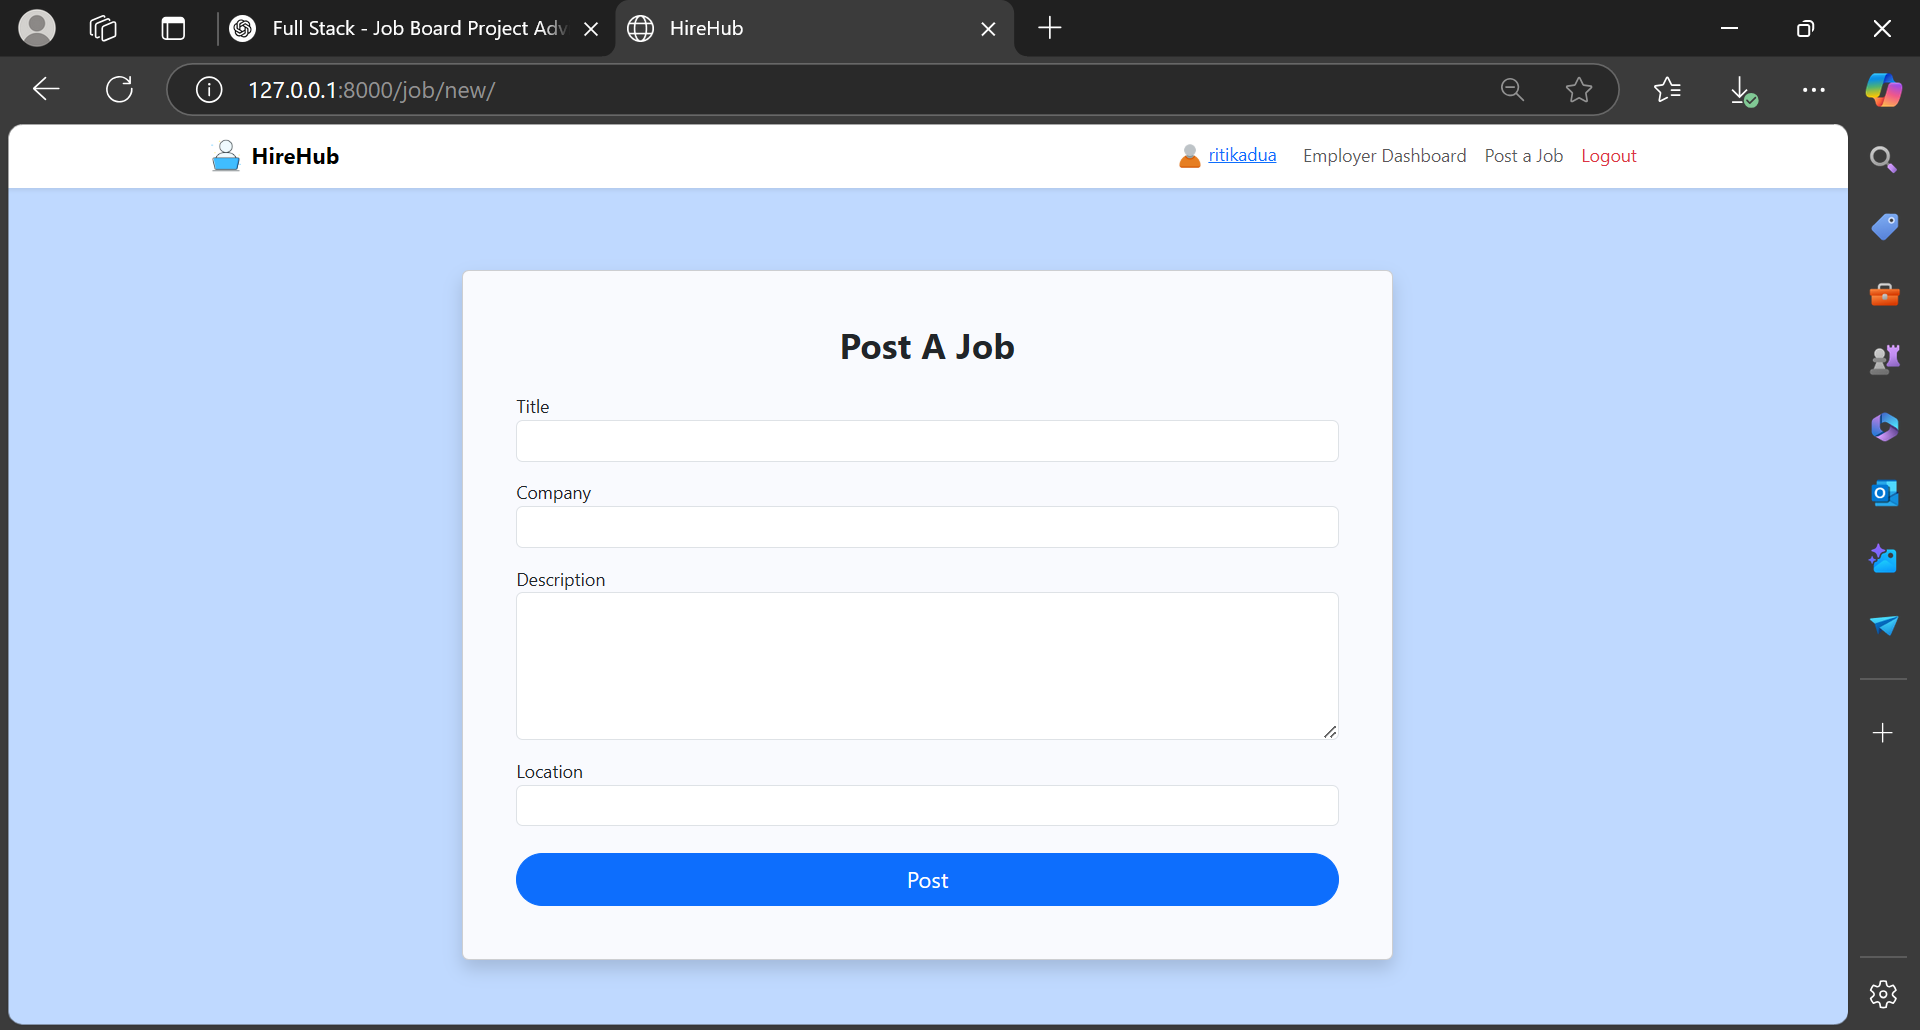 Full Stack - Job Board Project Adv
HireHub
127.0.0.1:8000/job/new/
HireHub
ritikadua
Employer Dashboard
Post a Job
Logout
Post A Job
Title
Company
Description
Location
Post